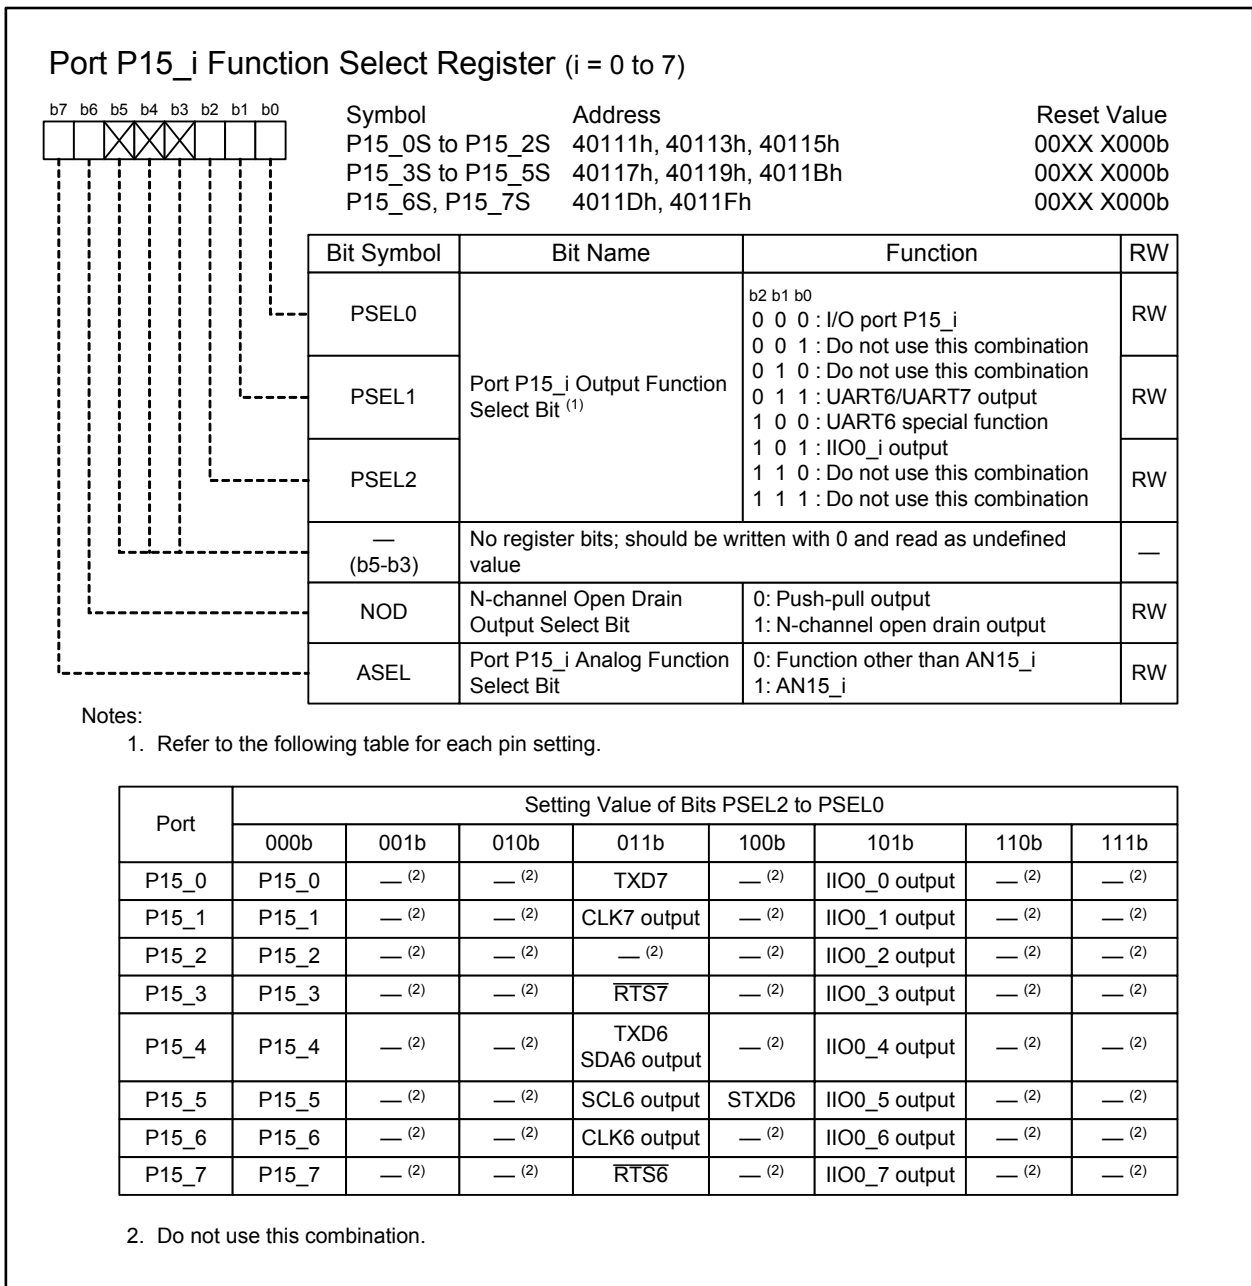 Port P15_i Function Select Register (i = 0 to 7)
b7 b6 b5 b4 b3 b2 b1 b0
Symbol Address Reset Value
P15_0S to P15_2S 40111h, 40113h, 40115h 00XX X000b
P15_3S to P15_5S 40117h, 40119h, 4011Bh 00XX X000b
P15_6S, P15_7S 4011Dh, 4011Fh 00XX X000b
Bit Symbol Bit Name Function RW
PSEL0 RW
PSEL1 RW
PSEL2 RW
Port P15_i Output Function
Select Bit (1)
b2 b1 b0
0 0 0 : I/O port P15_i
0 0 1 : Do not use this combination
0 1 0 : Do not use this combination
0 1 1 : UART6/UART7 output
1 0 0 : UART6 special function
1 0 1 : IIO0_i output
1 1 0 : Do not use this combination
1 1 1 : Do not use this combination
—
(b5-b3)
No register bits; should be written with 0 and read as undefined
value
—
NOD
N-channel Open Drain
Output Select Bit
0: Push-pull output
1: N-channel open drain output
RW
ASEL
Port P15_i Analog Function
Select Bit
0: Function other than AN15_i
1: AN15_i
RW
Notes:
1. Refer to the following table for each pin setting.
Port Setting Value of Bits PSEL2 to PSEL0
000b 001b 010b 011b 100b 101b 110b 111b
P15_0 P15_0 — (2) — (2) TXD7 — (2) IIO0_0 output — (2) — (2)
P15_1 P15_1 — (2) — (2) CLK7 output — (2) IIO0_1 output — (2) — (2)
P15_2 P15_2 — (2) — (2) — (2) — (2) IIO0_2 output — (2) — (2)
P15_3 P15_3 — (2) — (2) RTS7 — (2) IIO0_3 output — (2) — (2)
P15_4 P15_4 — (2) — (2) TXD6 SDA6 output — (2) IIO0_4 output — (2) — (2)
P15_5 P15_5 — (2) — (2) SCL6 output STXD6 IIO0_5 output — (2) — (2)
P15_6 P15_6 — (2) — (2) CLK6 output — (2) IIO0_6 output — (2) — (2)
P15_7 P15_7 — (2) — (2) RTS6 — (2) IIO0_7 output — (2) — (2)
2. Do not use this combination.